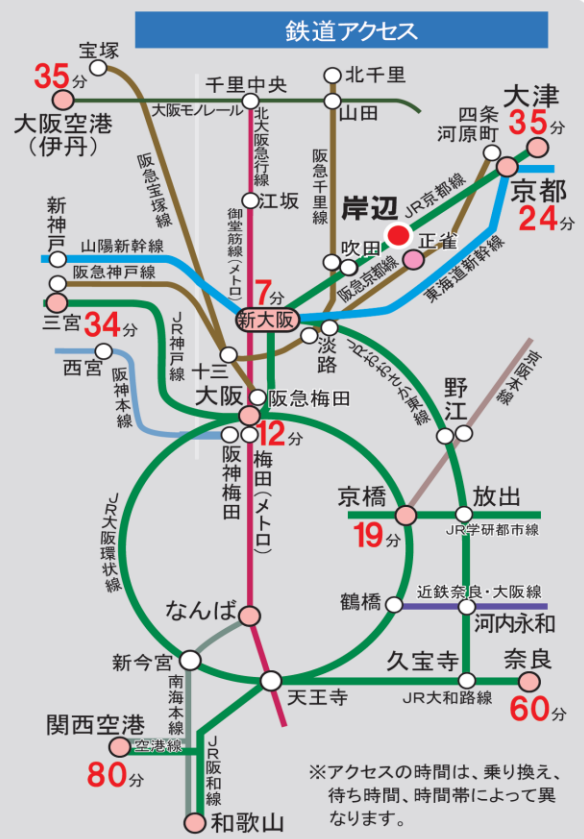 鉄道アクセス
宝塚
35分
大阪空港
(伊丹)
千里中央
大阪モノレール
北千里
山田
四条
河原町
大津
35分
京都
24分
北大阪急行線
阪急千里線
阪急宝塚線
江坂
御堂筋線(メトロ)
岸辺
JR京都線
吹田
正雀
阪急京都線
東海道新幹線
新神戸
山陽新幹線
阪急神戸線
7分
新大阪
三宮
34分
JR神戸線
西宮
阪神本線
十三
淡路
大阪
阪急梅田
12分
阪神梅田
梅田(メトロ)
JRおおさか東線
京阪本線
野江
京橋
19分
放出
JR学研都市線
JR大阪環状線
鶴橋
近鉄奈良・大阪線
河内永和
なんば
新今宮
天王寺
久宝寺
奈良
JR大和路線
60分
南海本線
関西空港
空港線
80分
JR阪和線
和歌山
※アクセスの時間は、乗り換え、
待ち時間、時間帯によって異
なります。